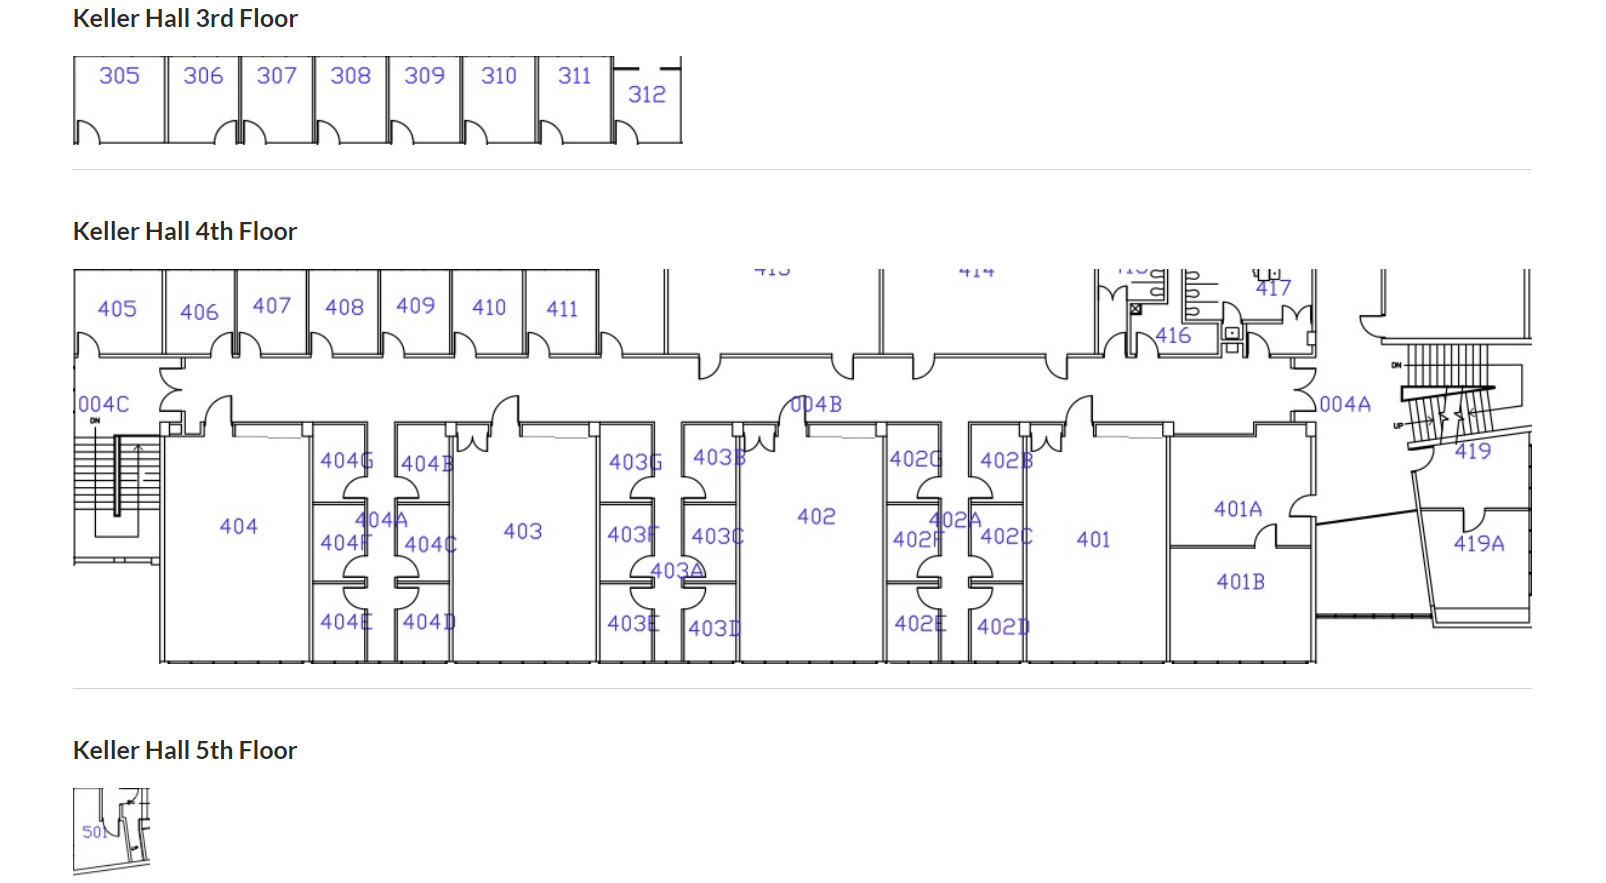 Keller Hall 3rd Floor
305 306 307 308 309 310 311
312
Keller Hall 4th Floor
414
417
405 406 407 408 409 410 411
416
004C 004B 004A
DN
DN
UP
419
404G 404B 403G 403B 402G 402B
401A
404 404A 403 402 402A 401
404F 404C 403F 403C 402F 402C
419A
403A
401B
404E 404D 403E 403D 402E 402D
Keller Hall 5th Floor
501
UP